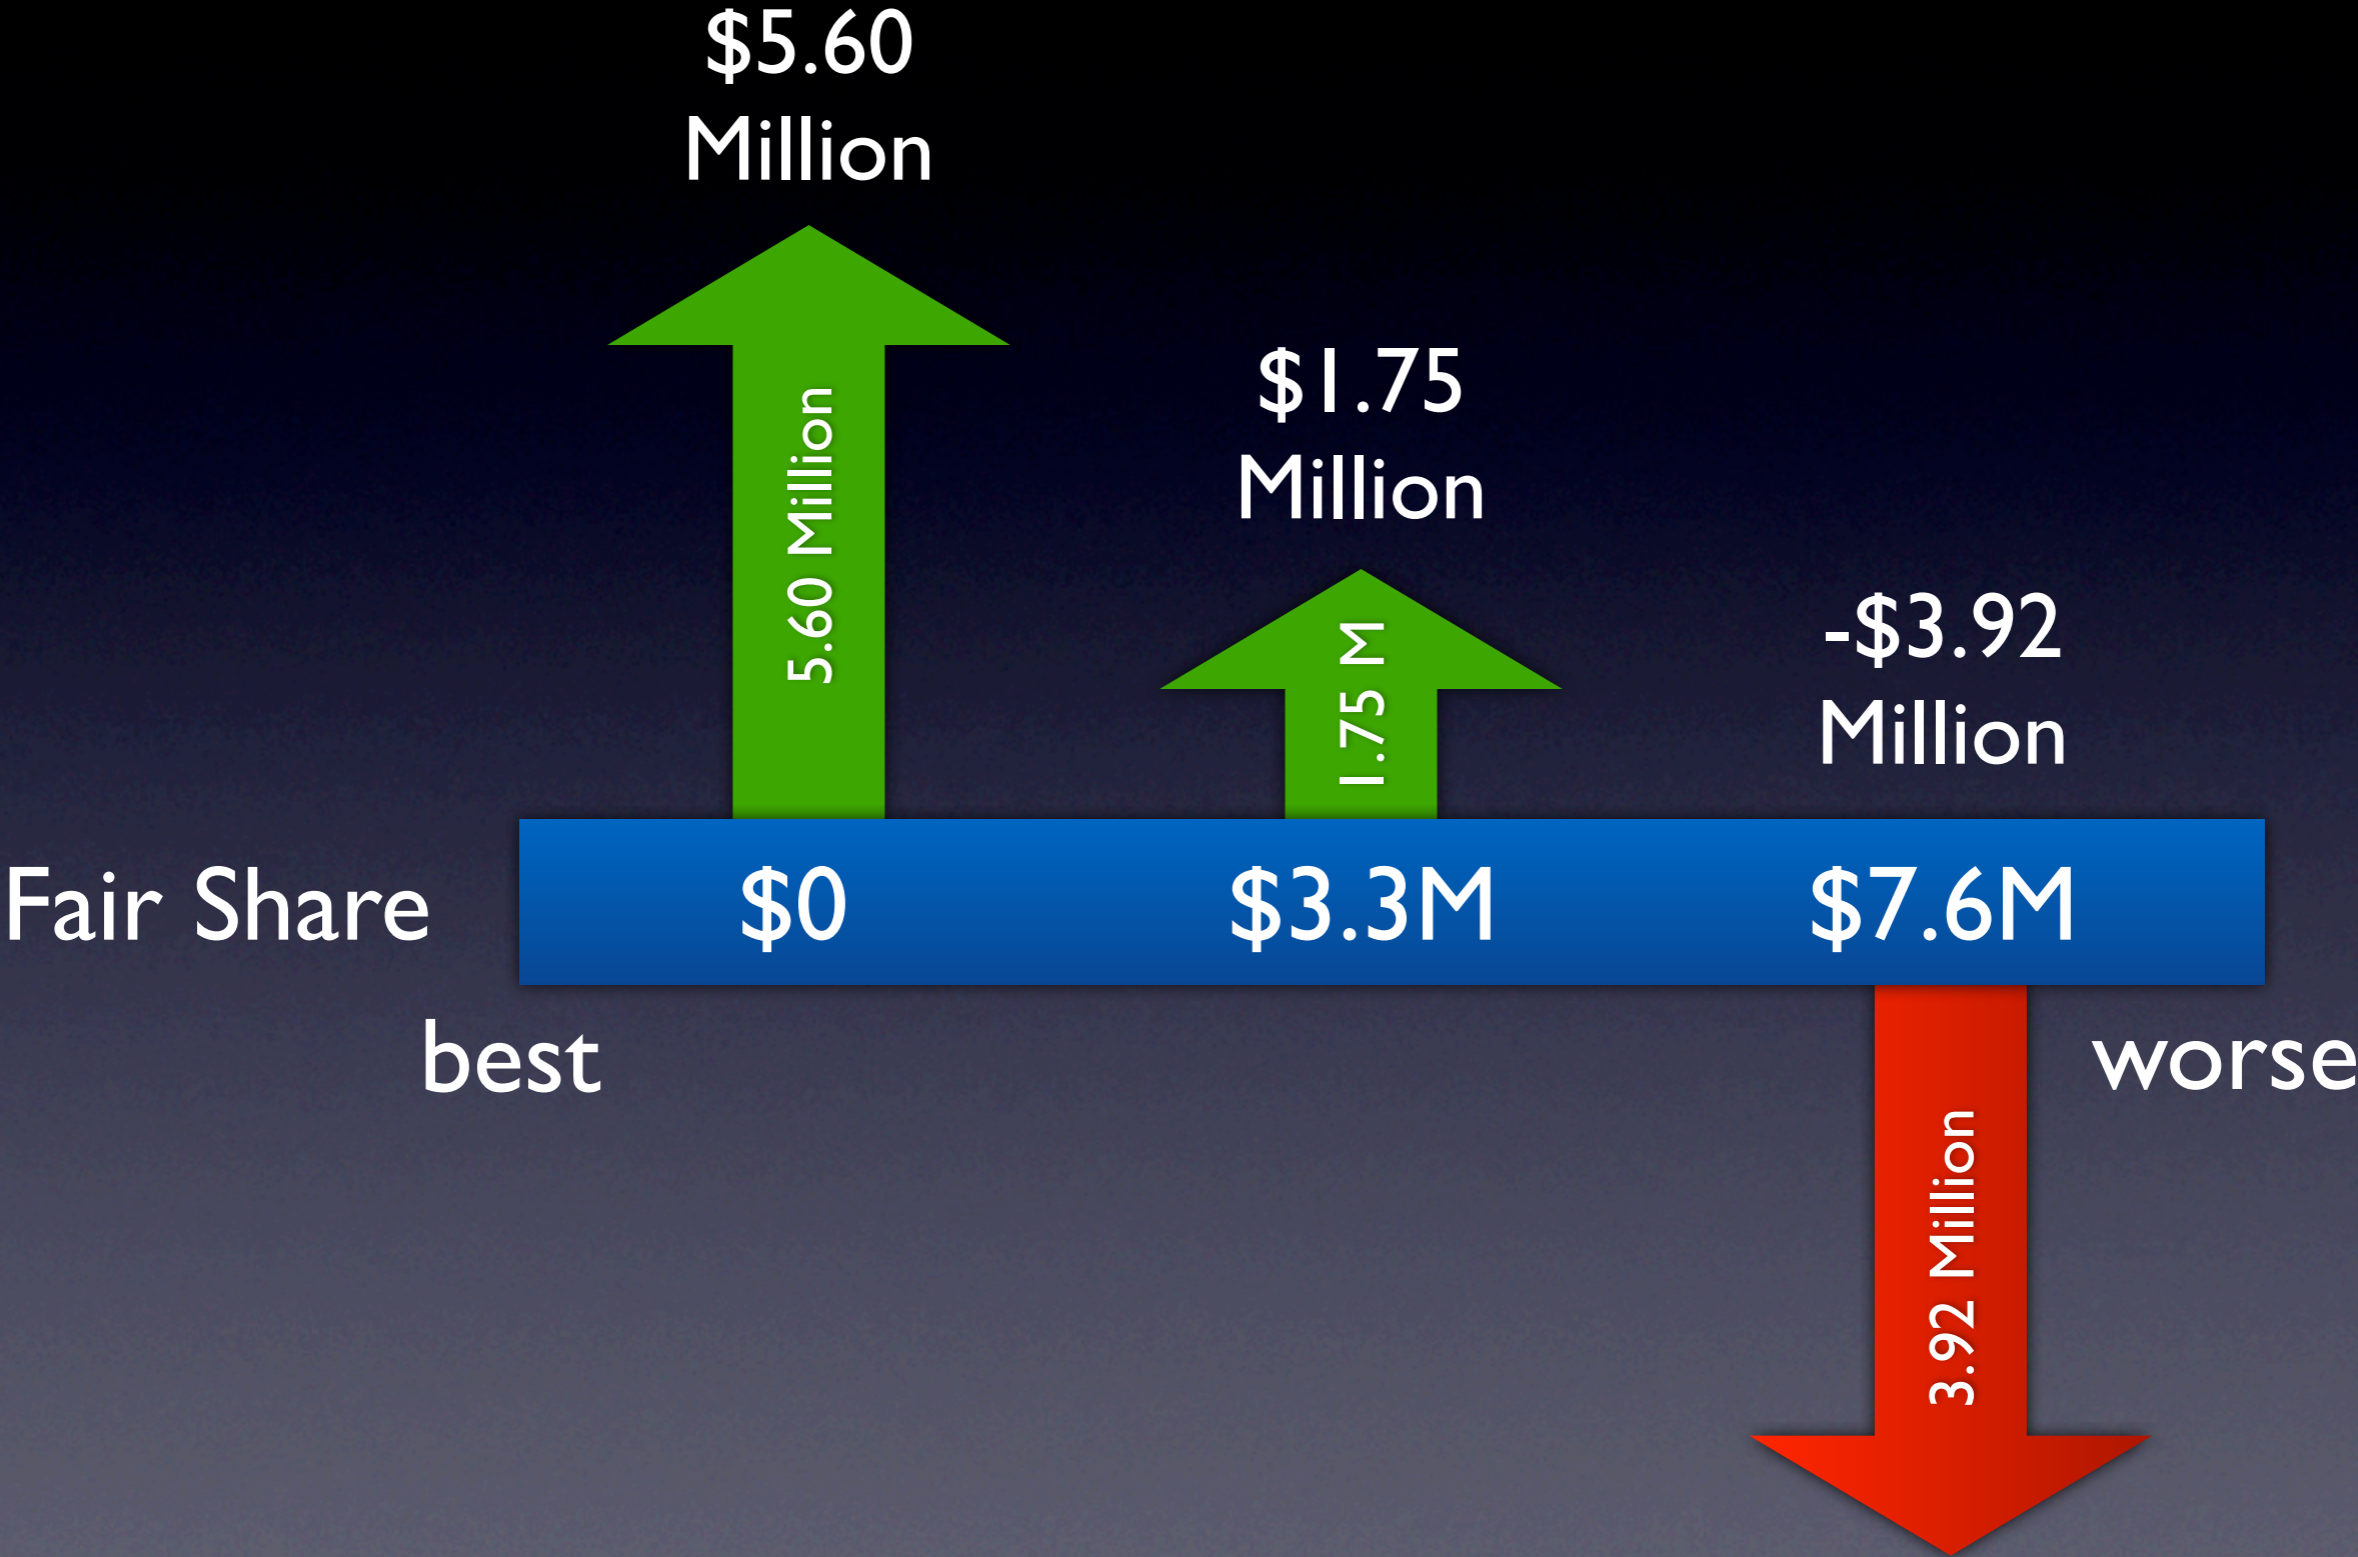 $5.60
Million
5.60 Million
$1.75
Million
1.75 M
-$3.92
Million
Fair Share
$0
$3.3M
$7.6M
best
worse
3.92 Million